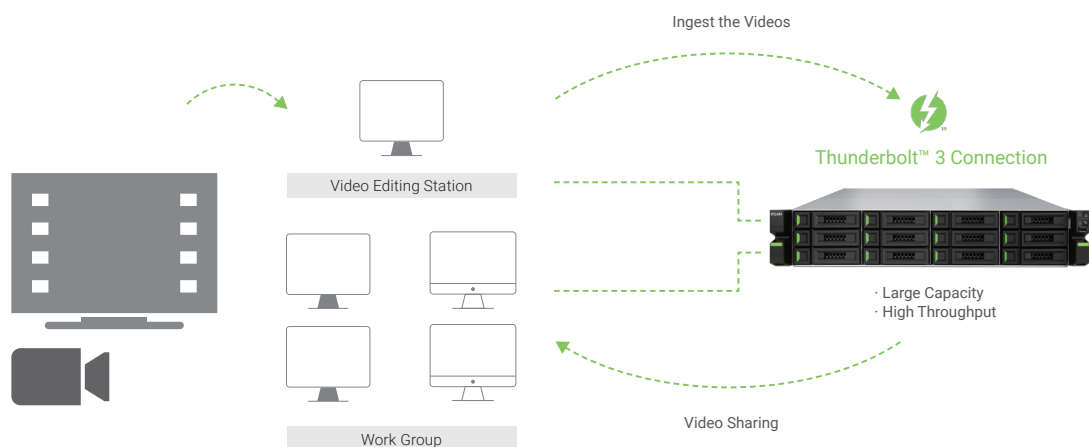 Ingest the Videos
Thunderbolt™ 3 Connection
Video Editing Station
· Large Capacity
· High Throughput
Video Sharing
Work Group